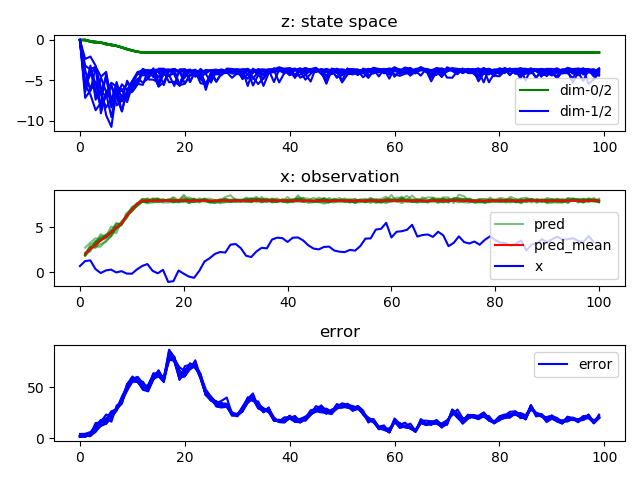 z: state space
0
−5
−10
dim-0/2
dim-1/2
0 20 40 60 80 100
x: observation
5
0
pred
pred_mean
x
0 20 40 60 80 100
error
50
0
error
0 20 40 60 80 100